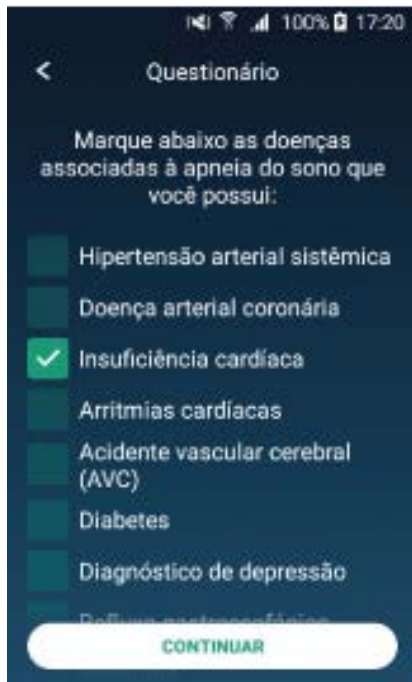 100% 17:20
Questionário
Marque abaixo as doenças
associadas à apneia do sono que
você possui:
Hipertensão arterial sistêmica
Doença arterial coronária
Insuficiência cardíaca
Arritmias cardíacas
Acidente vascular cerebral
(AVC)
Diabetes
Diagnóstico de depressão
CONTINUAR